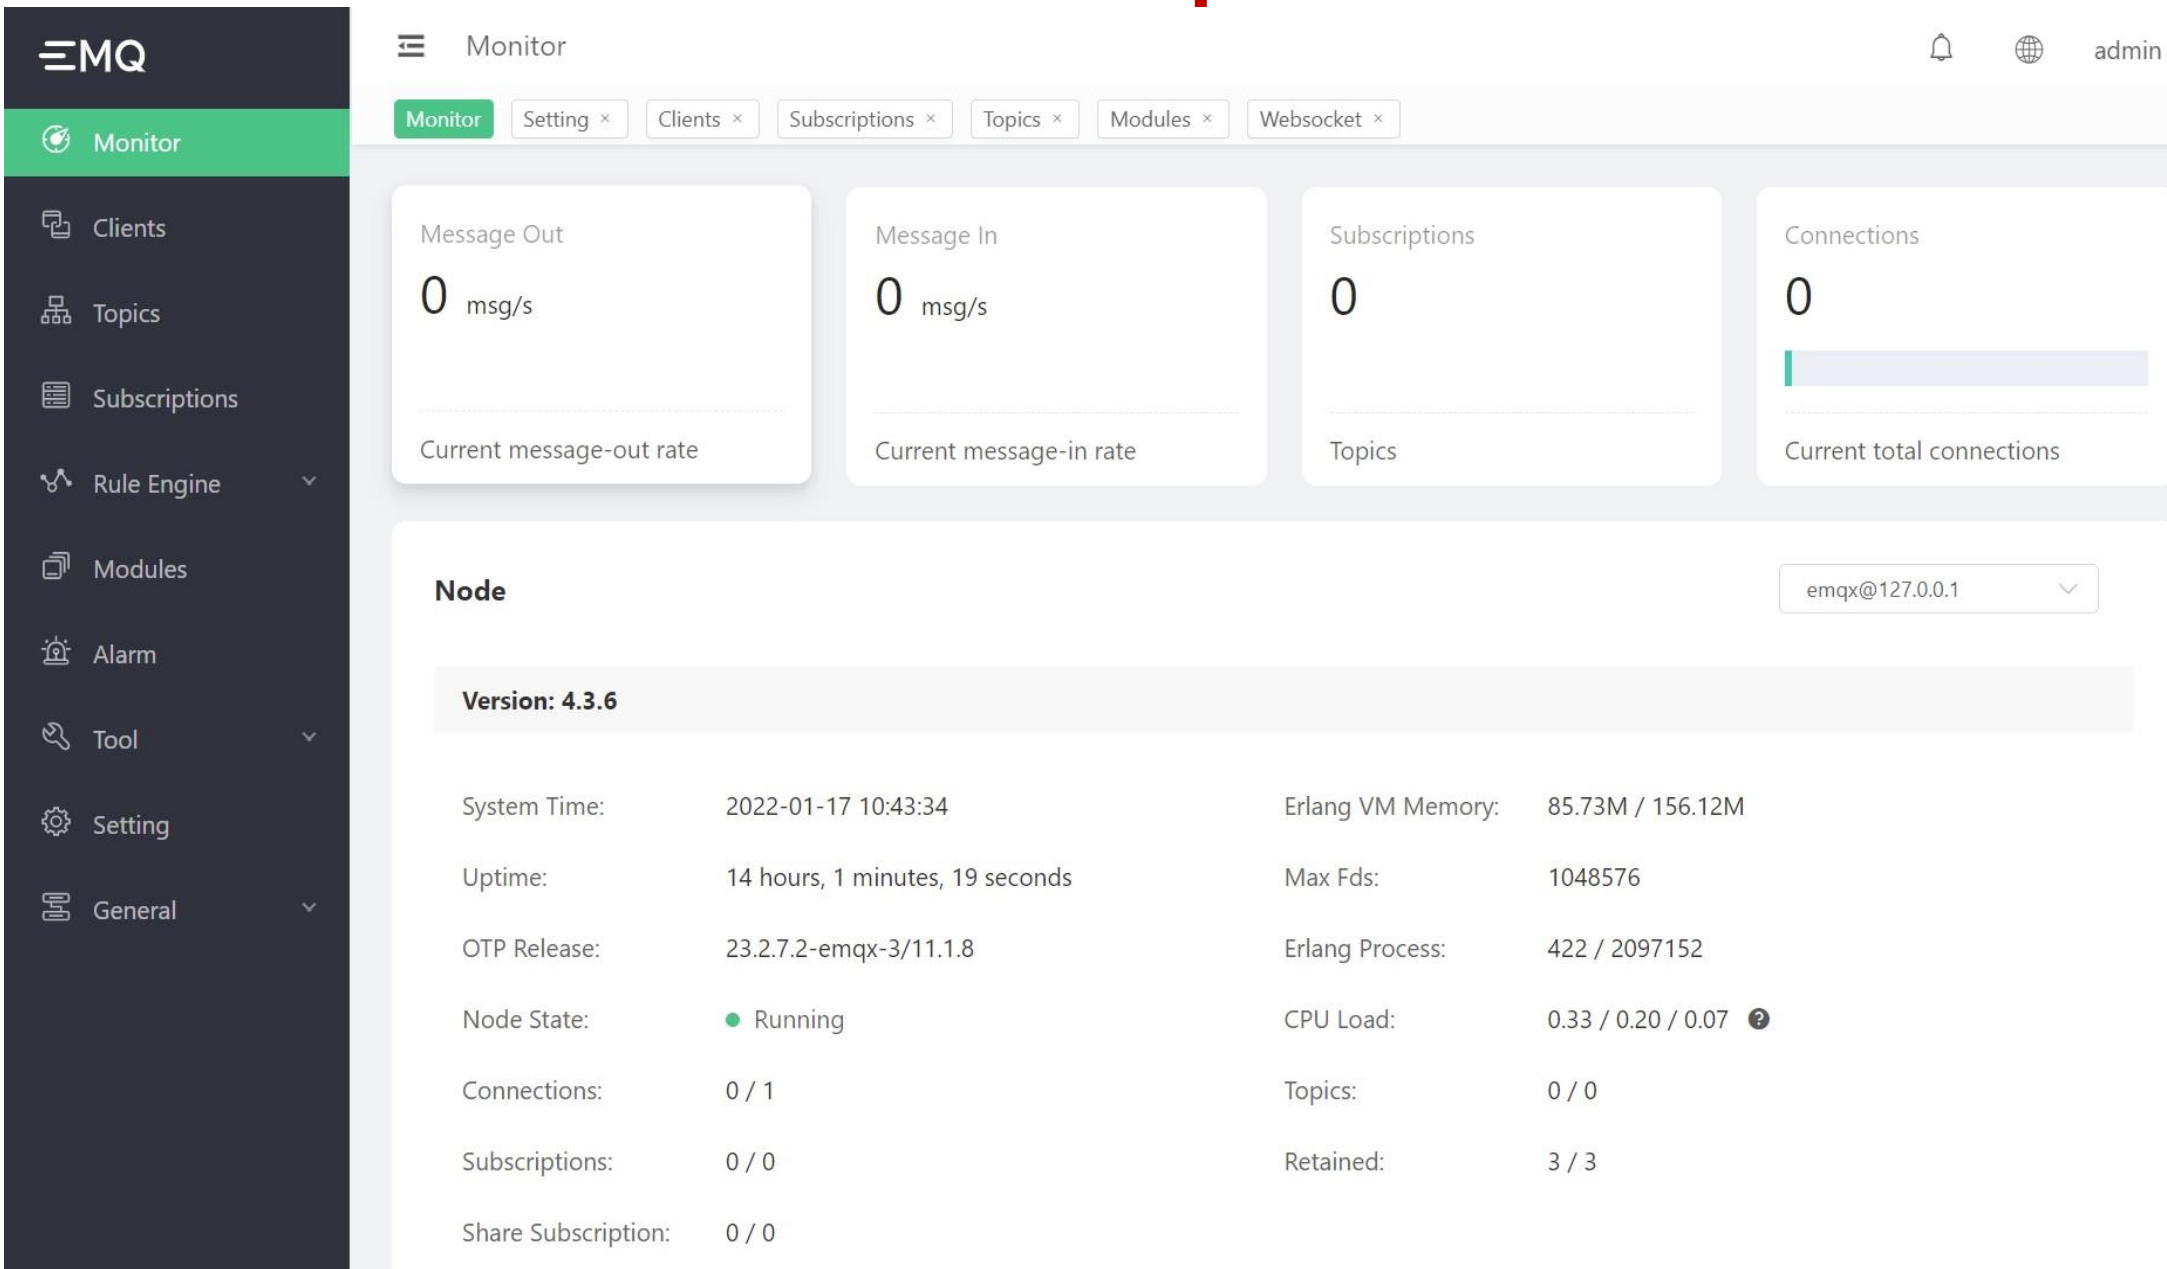 EMQ
Monitor
admin
Monitor
Setting ×
Clients ×
Subscriptions ×
Topics ×
Modules ×
Websocket ×
Monitor
Clients
Topics
Subscriptions
Rule Engine
Modules
Alarm
Tool
Setting
General
Message Out
0 msg/s
Current message-out rate
Message In
0 msg/s
Current message-in rate
Subscriptions
0
Topics
Connections
0
Current total connections
Node
emqx@127.0.0.1
Version: 4.3.6
System Time: 2022-01-17 10:43:34
Uptime: 14 hours, 1 minutes, 19 seconds
OTP Release: 23.2.7.2-emqx-3/11.1.8
Node State: Running
Connections: 0 / 1
Subscriptions: 0 / 0
Share Subscription: 0 / 0
Erlang VM Memory: 85.73M / 156.12M
Max Fds: 1048576
Erlang Process: 422 / 2097152
CPU Load: 0.33 / 0.20 / 0.07 ?
Topics: 0 / 0
Retained: 3 / 3